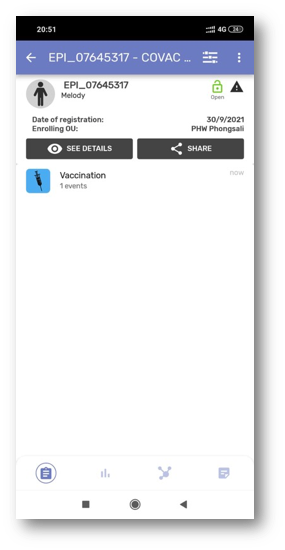 20:51
4G 24
EPI_07645317 - COVAC ...
EPI_07645317
Melody
Open
Date of registration: 30/9/2021
Enrolling OU: PHW Phongsali
SEE DETAILS
SHARE
Vaccination
now
1 events